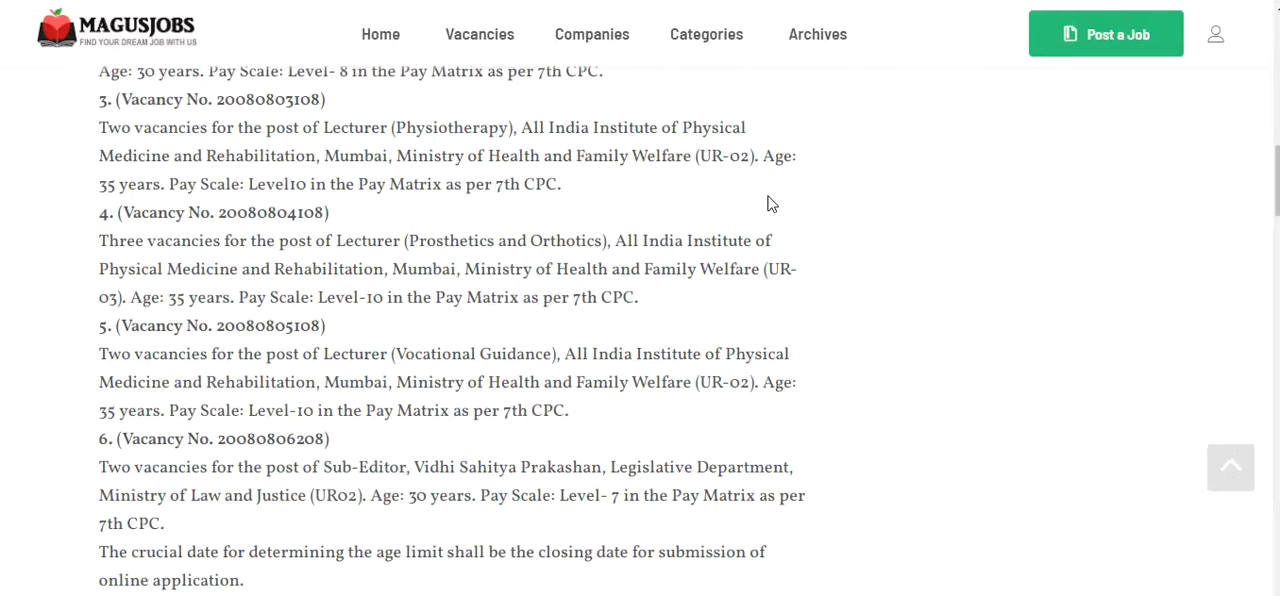 MAGUSJOBS
FIND YOUR DREAM JOB WITH US
Home Vacancies Companies Categories Archives Post a Job
Age: 30 years. Pay Scale: Level- 8 in the Pay Matrix as per 7th CPC.
3. (Vacancy No. 20080803108)
Two vacancies for the post of Lecturer (Physiotherapy), All India Institute of Physical
Medicine and Rehabilitation, Mumbai, Ministry of Health and Family Welfare (UR-02). Age:
35 years. Pay Scale: Level10 in the Pay Matrix as per 7th CPC.
4. (Vacancy No. 20080804108)
Three vacancies for the post of Lecturer (Prosthetics and Orthotics), All India Institute of
Physical Medicine and Rehabilitation, Mumbai, Ministry of Health and Family Welfare (UR-
03). Age: 35 years. Pay Scale: Level-10 in the Pay Matrix as per 7th CPC.
5. (Vacancy No. 20080805108)
Two vacancies for the post of Lecturer (Vocational Guidance), All India Institute of Physical
Medicine and Rehabilitation, Mumbai, Ministry of Health and Family Welfare (UR-02). Age:
35 years. Pay Scale: Level-10 in the Pay Matrix as per 7th CPC.
6. (Vacancy No. 20080806208)
Two vacancies for the post of Sub-Editor, Vidhi Sahitya Prakashan, Legislative Department,
Ministry of Law and Justice (UR02). Age: 30 years. Pay Scale: Level- 7 in the Pay Matrix as per
7th CPC.
The crucial date for determining the age limit shall be the closing date for submission of
online application.